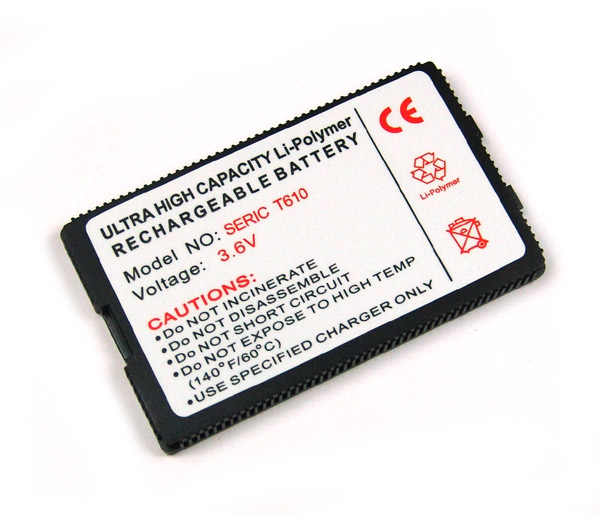 ULTRA HIGH CAPACITY Li-Polymer
RECHARGEABLE BATTERY
Model NO: SERIC T610
Voltage: 3.6V
CAUTIONS:
•Do NOT INCINERATE
•Do NOT DISASSEMBLE
•Do NOT SHORT CIRCUIT
•Do NOT EXPOSE TO HIGH TEMP
(140°F/60°C)
•USE SPECIFIED CHARGER ONLY
CE
Li-Polymer